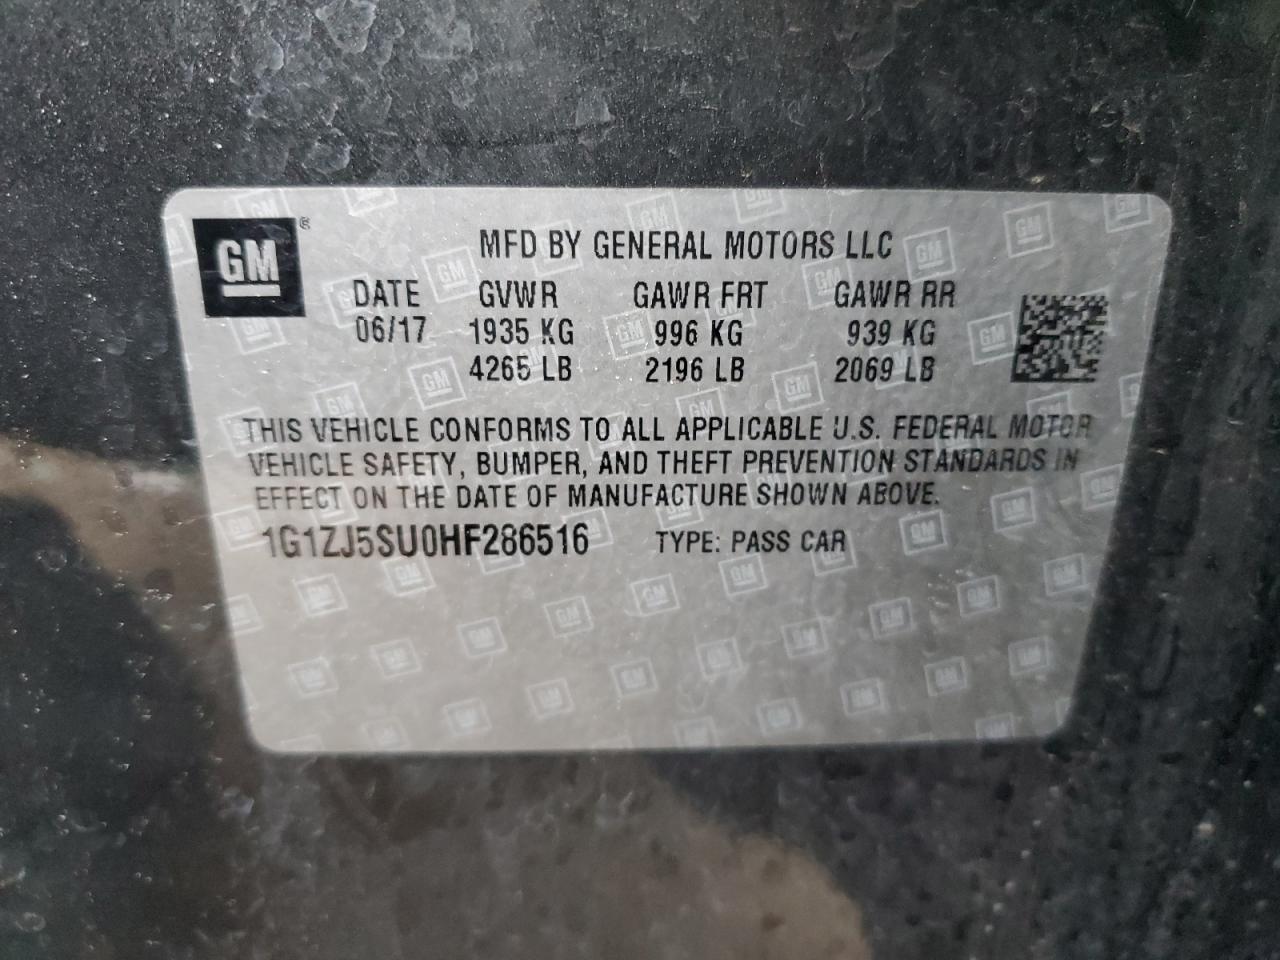 GM®
MFD BY GENERAL MOTORS LLC
DATE GVWR GAWR FRT GAWR RR
06/17 1935 KG 996 KG 939 KG
4265 LB 2196 LB 2069 LB
THIS VEHICLE CONFORMS TO ALL APPLICABLE U.S. FEDERAL MOTOR
VEHICLE SAFETY, BUMPER, AND THEFT PREVENTION STANDARDS IN
EFFECT ON THE DATE OF MANUFACTURE SHOWN ABOVE.
1G1ZJ5SU0HF286516 TYPE: PASS CAR